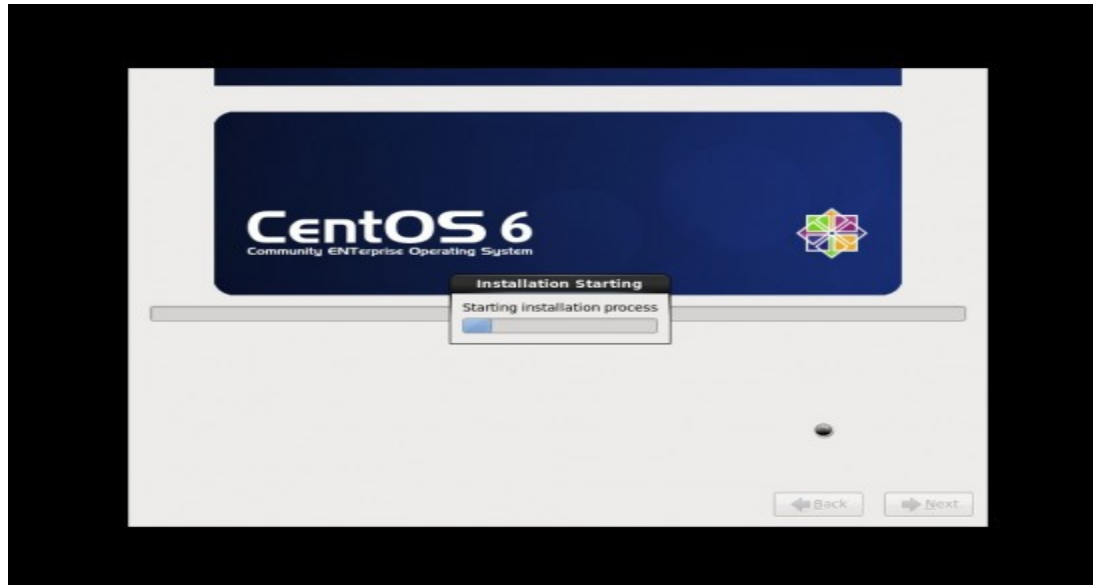 CentOS 6
Community ENTerprise Operating System
Installation Starting
Starting installation process
Back
Next